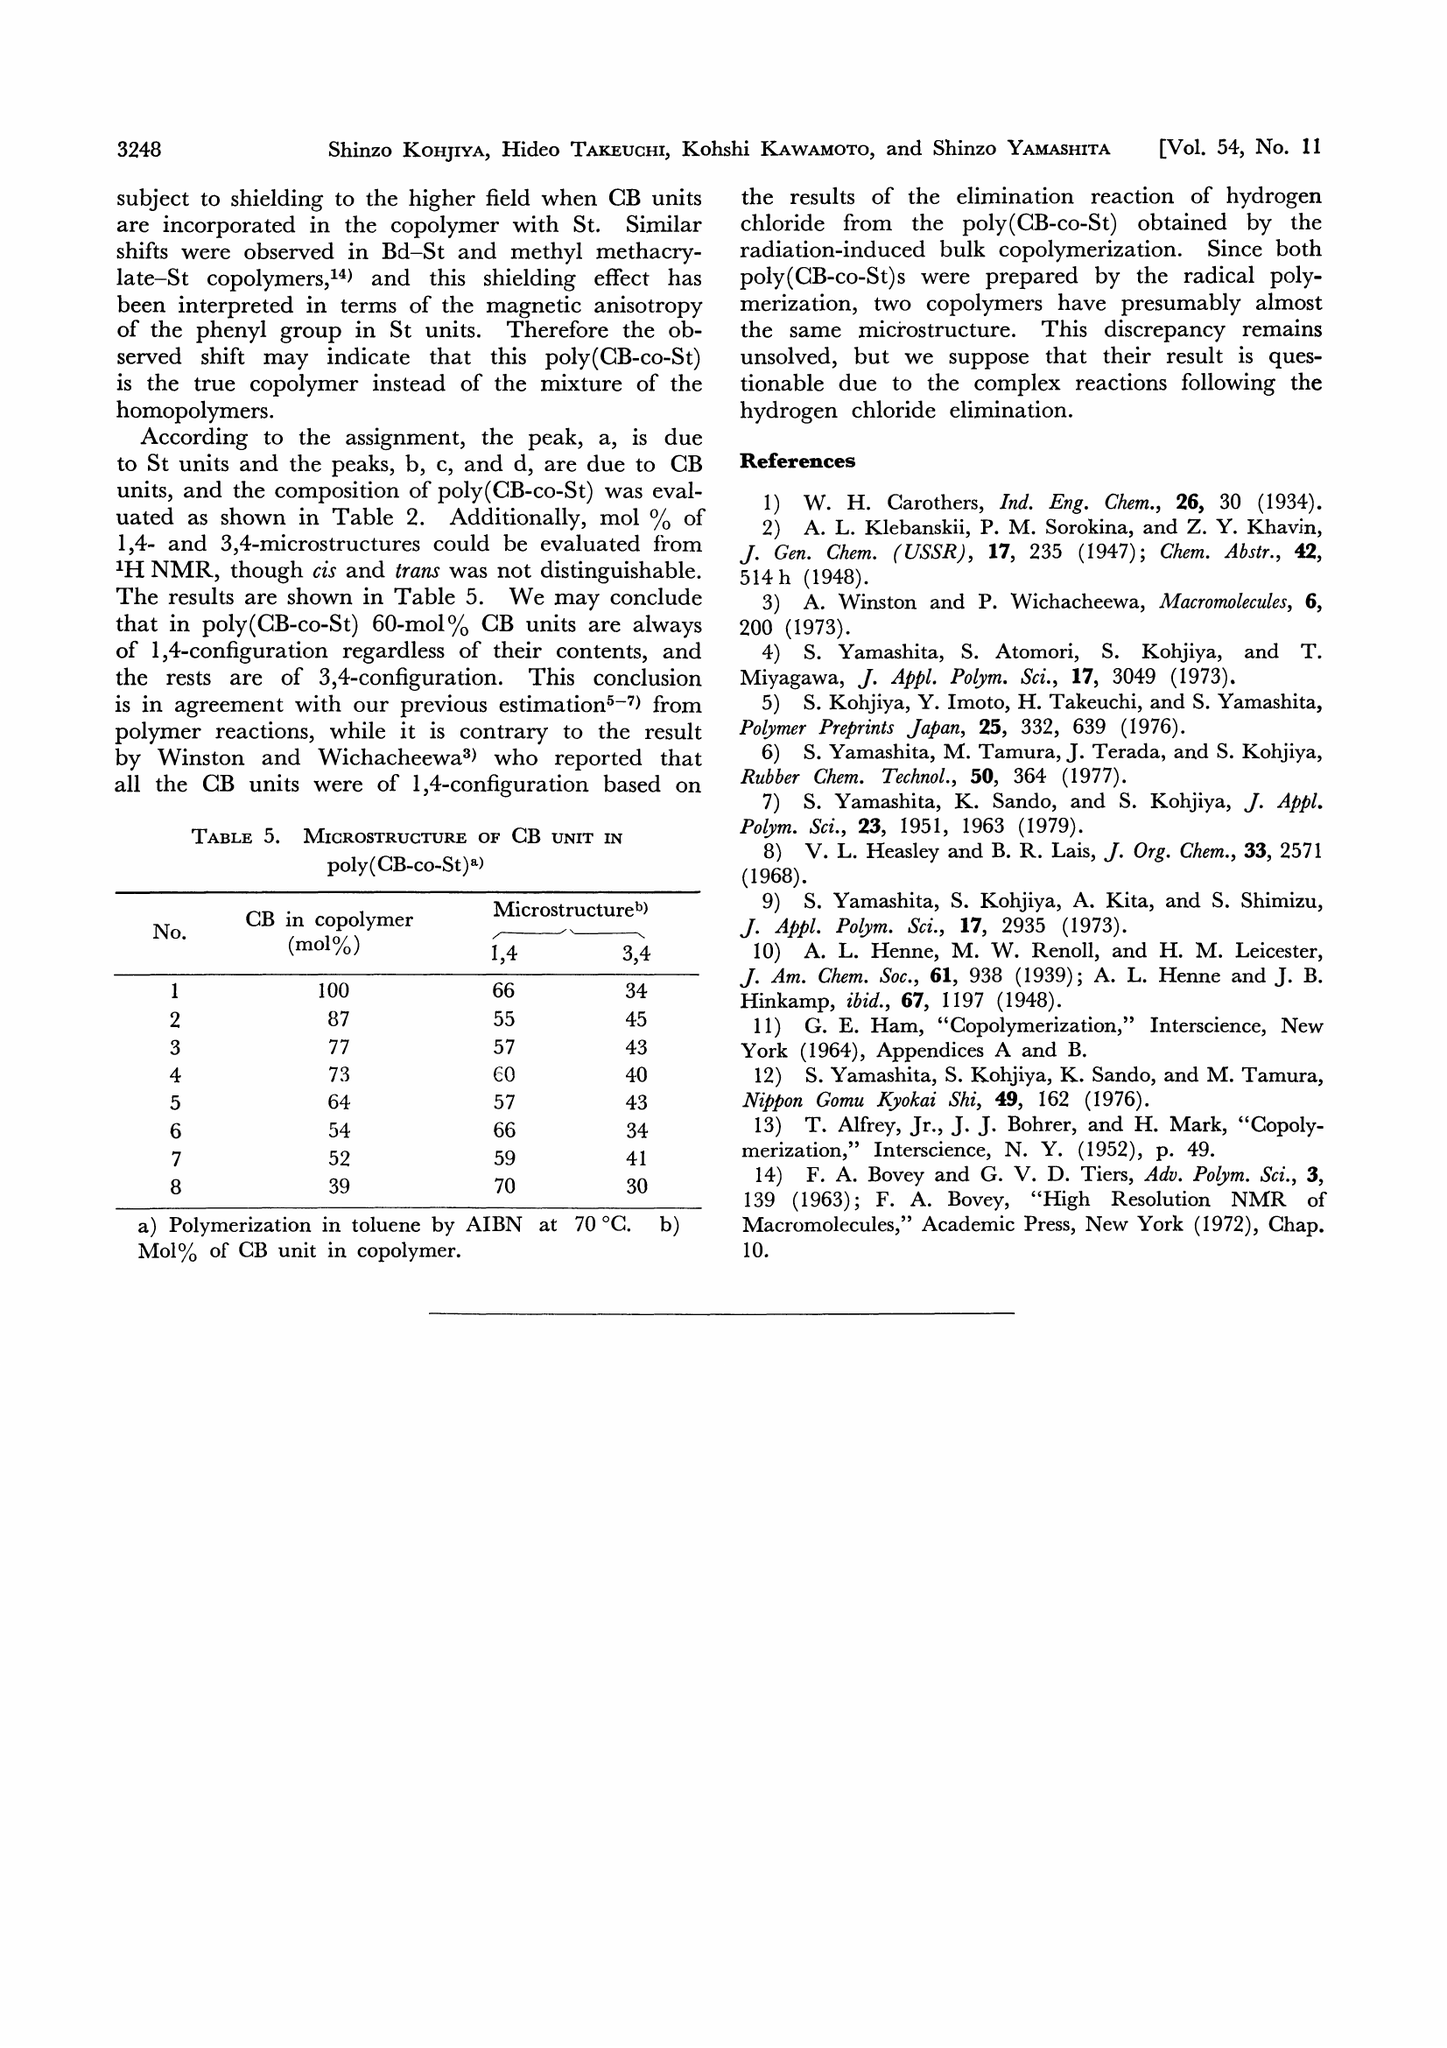 3248 Shinzo KOHJIYA, Hideo TAKEUCHI, Kohshi KAWAMOTO, and Shinzo YAMASHITA [Vol. 54, No. 11
subject to shielding to the higher field when CB units
are incorporated in the copolymer with St. Similar
shifts were observed in Bd–St and methyl methacry-
late–St copolymers,¹⁴⁾ and this shielding effect has
been interpreted in terms of the magnetic anisotropy
of the phenyl group in St units. Therefore the ob-
served shift may indicate that this poly(CB-co-St)
is the true copolymer instead of the mixture of the
homopolymers.
According to the assignment, the peak, a, is due
to St units and the peaks, b, c, and d, are due to CB
units, and the composition of poly(CB-co-St) was eval-
uated as shown in Table 2. Additionally, mol % of
1,4- and 3,4-microstructures could be evaluated from
¹H NMR, though cis and trans was not distinguishable.
The results are shown in Table 5. We may conclude
that in poly(CB-co-St) 60-mol% CB units are always
of 1,4-configuration regardless of their contents, and
the rests are of 3,4-configuration. This conclusion
is in agreement with our previous estimation⁵⁻⁷⁾ from
polymer reactions, while it is contrary to the result
by Winston and Wichacheewa³⁾ who reported that
all the CB units were of 1,4-configuration based on
TABLE 5. MICROSTRUCTURE OF CB UNIT IN
poly(CB-co-St)ᵃ⁾
No. CB in copolymer (mol%) Microstructureᵇ⁾
1,4 3,4
1 100 66 34
2 87 55 45
3 77 57 43
4 73 60 40
5 64 57 43
6 54 66 34
7 52 59 41
8 39 70 30
a) Polymerization in toluene by AIBN at 70 °C. b)
Mol% of CB unit in copolymer.
the results of the elimination reaction of hydrogen
chloride from the poly(CB-co-St) obtained by the
radiation-induced bulk copolymerization. Since both
poly(CB-co-St)s were prepared by the radical poly-
merization, two copolymers have presumably almost
the same microstructure. This discrepancy remains
unsolved, but we suppose that their result is ques-
tionable due to the complex reactions following the
hydrogen chloride elimination.
References
1) W. H. Carothers, Ind. Eng. Chem., 26, 30 (1934).
2) A. L. Klebanskii, P. M. Sorokina, and Z. Y. Khavin,
J. Gen. Chem. (USSR), 17, 235 (1947); Chem. Abstr., 42,
514 h (1948).
3) A. Winston and P. Wichacheewa, Macromolecules, 6,
200 (1973).
4) S. Yamashita, S. Atomori, S. Kohjiya, and T.
Miyagawa, J. Appl. Polym. Sci., 17, 3049 (1973).
5) S. Kohjiya, Y. Imoto, H. Takeuchi, and S. Yamashita,
Polymer Preprints Japan, 25, 332, 639 (1976).
6) S. Yamashita, M. Tamura, J. Terada, and S. Kohjiya,
Rubber Chem. Technol., 50, 364 (1977).
7) S. Yamashita, K. Sando, and S. Kohjiya, J. Appl.
Polym. Sci., 23, 1951, 1963 (1979).
8) V. L. Heasley and B. R. Lais, J. Org. Chem., 33, 2571
(1968).
9) S. Yamashita, S. Kohjiya, A. Kita, and S. Shimizu,
J. Appl. Polym. Sci., 17, 2935 (1973).
10) A. L. Henne, M. W. Renoll, and H. M. Leicester,
J. Am. Chem. Soc., 61, 938 (1939); A. L. Henne and J. B.
Hinkamp, ibid., 67, 1197 (1948).
11) G. E. Ham, “Copolymerization,” Interscience, New
York (1964), Appendices A and B.
12) S. Yamashita, S. Kohjiya, K. Sando, and M. Tamura,
Nippon Gomu Kyokai Shi, 49, 162 (1976).
13) T. Alfrey, Jr., J. J. Bohrer, and H. Mark, “Copoly-
merization,” Interscience, N. Y. (1952), p. 49.
14) F. A. Bovey and G. V. D. Tiers, Adv. Polym. Sci., 3,
139 (1963); F. A. Bovey, “High Resolution NMR of
Macromolecules,” Academic Press, New York (1972), Chap.
10.